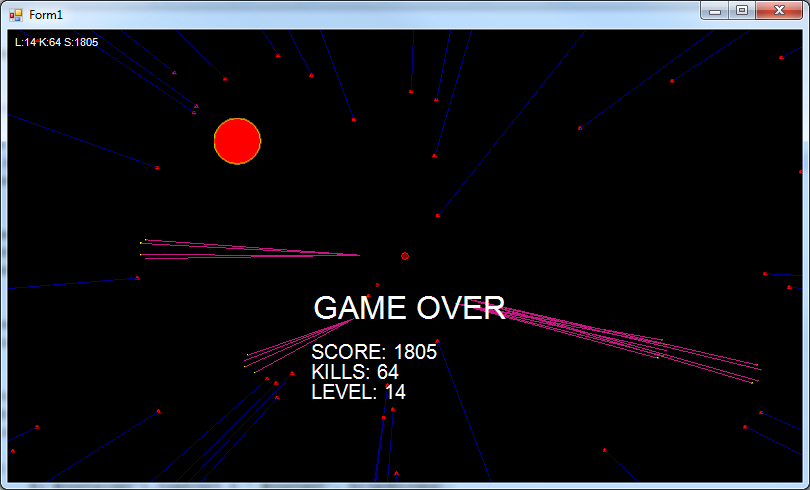 Form1
L:14 K:64 S:1805
GAME OVER
SCORE: 1805
KILLS: 64
LEVEL: 14